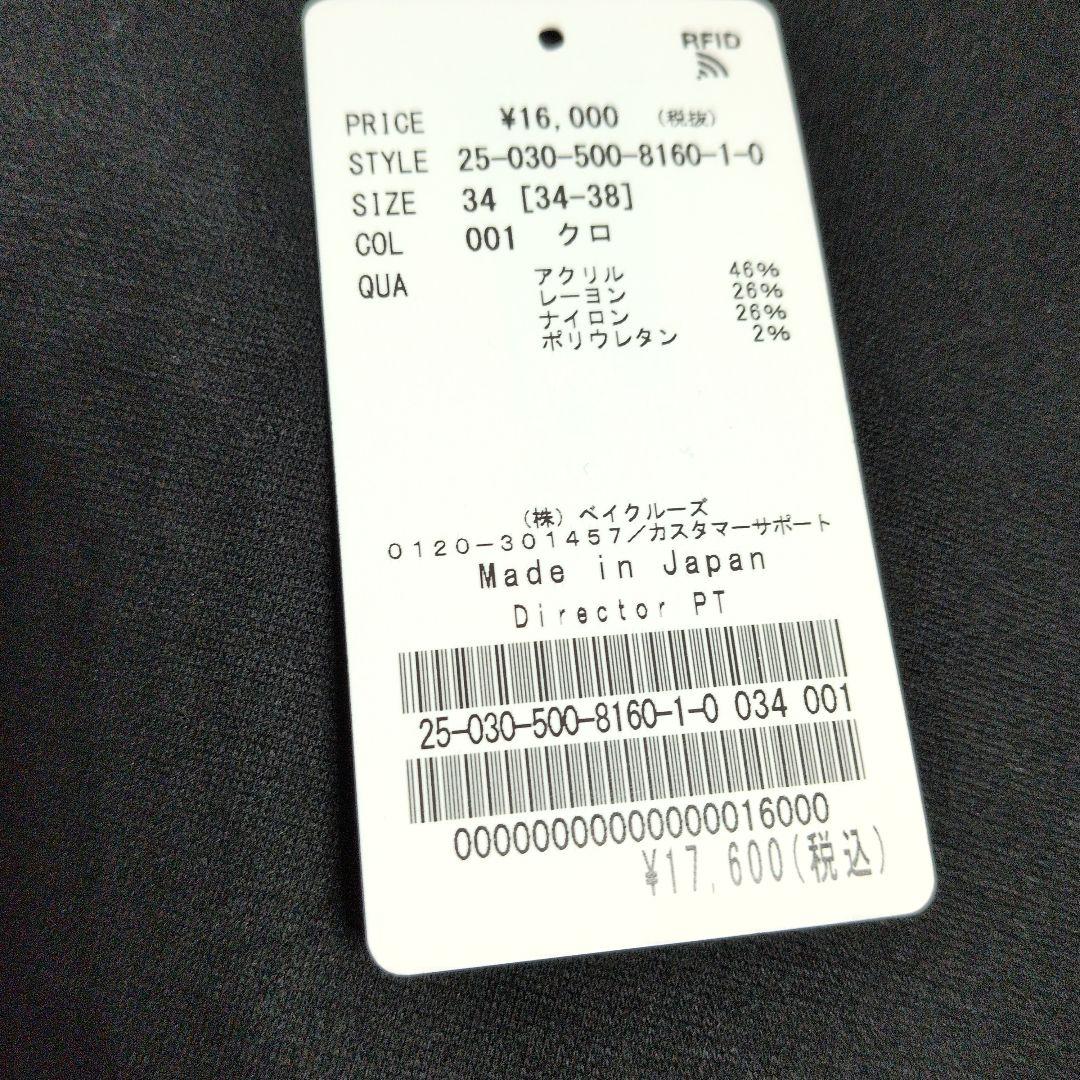 RFID
PRICE ¥16,000 (税抜)
STYLE 25-030-500-8160-1-0
SIZE 34 [34-38]
COL 001 クロ
QUA アクリル 46%
レーヨン 26%
ナイロン 26%
ポリウレタン 2%
(株)ベイクルーズ
0120-301457/カスタマーサポート
Made in Japan
Director PT
25-030-500-8160-1-0 034 001
00000000000000016000
¥17,600(税込)